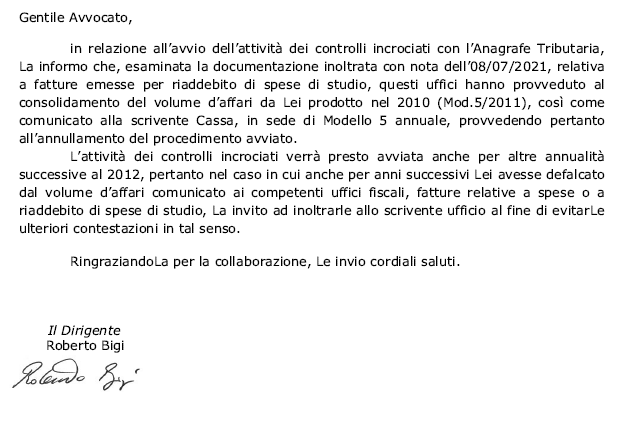 Gentile Avvocato,
in relazione all'avvio dell'attività dei controlli incrociati con l'Anagrafe Tributaria,
La informo che, esaminata la documentazione inoltrata con nota dell'08/07/2021, relativa
a fatture emesse per riaddebito di spese di studio, questi uffici hanno provveduto al
consolidamento del volume d'affari da Lei prodotto nel 2010 (Mod.5/2011), così come
comunicato alla scrivente Cassa, in sede di Modello 5 annuale, provvedendo pertanto
all'annullamento del procedimento avviato.
L'attività dei controlli incrociati verrà presto avviata anche per altre annualità
successive al 2012, pertanto nel caso in cui anche per anni successivi Lei avesse defalcato
dal volume d'affari comunicato ai competenti uffici fiscali, fatture relative a spese o a
riaddebito di spese di studio, La invito ad inoltrarle allo scrivente ufficio al fine di evitarLe
ulteriori contestazioni in tal senso.
RingraziandoLa per la collaborazione, Le invio cordiali saluti.
Il Dirigente
Roberto Bigi
Rolando Bigi